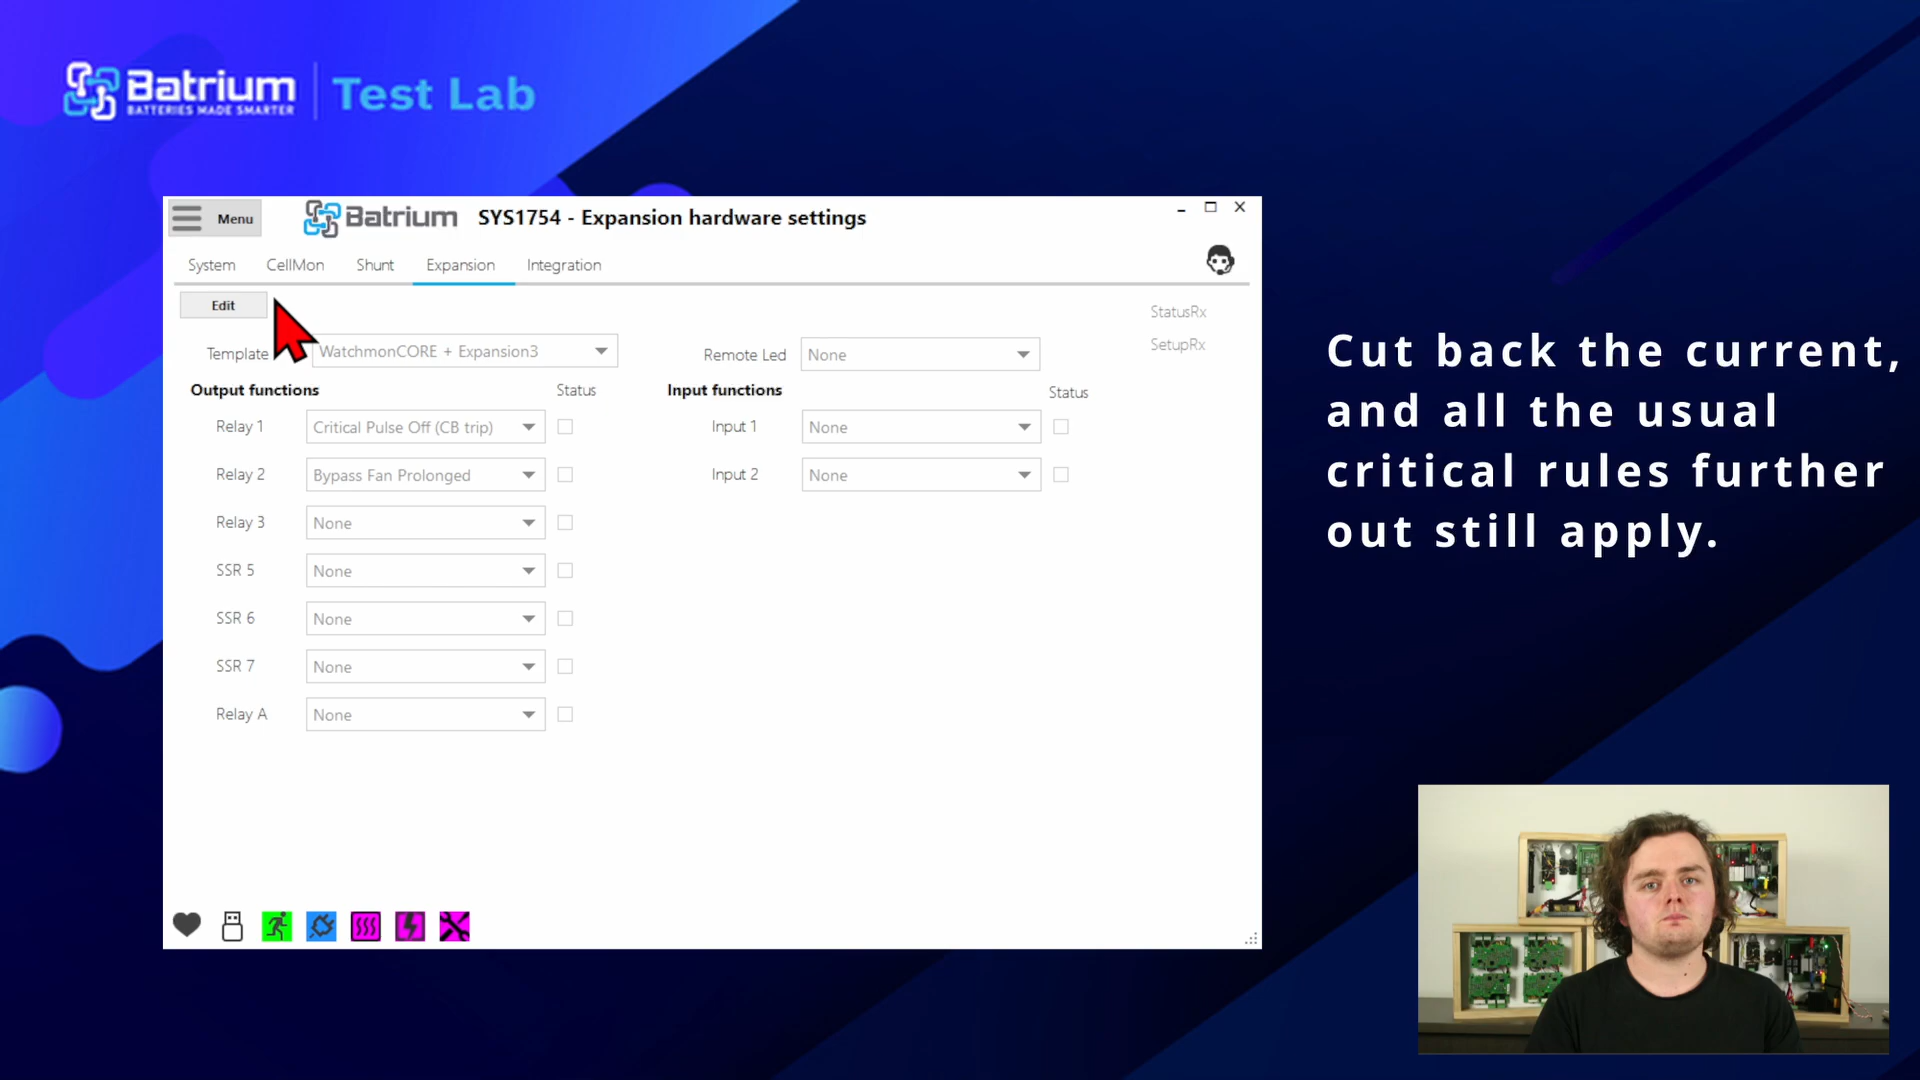 Batrium
BATTERIES MADE SMARTER
Test Lab
Menu
Batrium
SYS1754 - Expansion hardware settings
System
CellMon
Shunt
Expansion
Integration
Edit
StatusRx
Template
WatchmonCORE + Expansion3
Remote Led
None
SetupRx
Output functions
Status
Input functions
Status
Relay 1
Critical Pulse Off (CB trip)
Input 1
None
Relay 2
Bypass Fan Prolonged
Input 2
None
Relay 3
None
SSR 5
None
SSR 6
None
SSR 7
None
Relay A
None
Cut back the current,
and all the usual
critical rules further
out still apply.